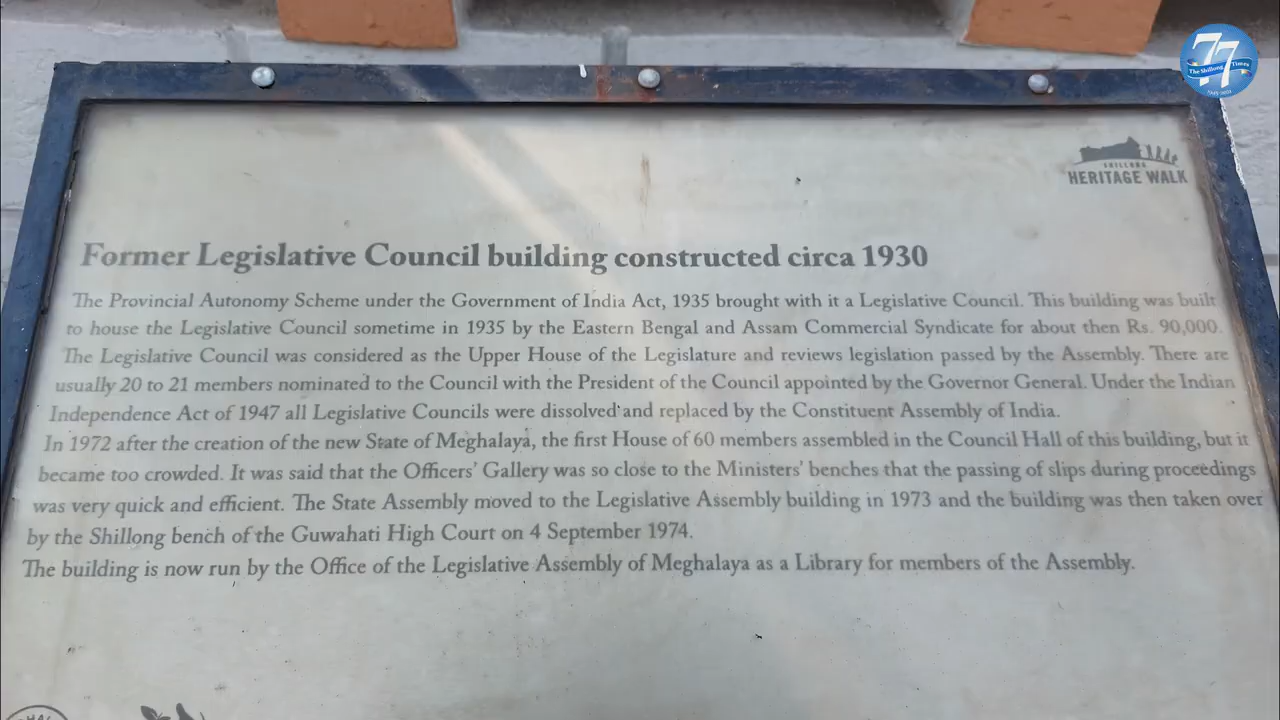 77
The Shillong Times
SHILLONG
HERITAGE WALK
Former Legislative Council building constructed circa 1930
The Provincial Autonomy Scheme under the Government of India Act, 1935 brought with it a Legislative Council. This building was built
to house the Legislative Council sometime in 1935 by the Eastern Bengal and Assam Commercial Syndicate for about then Rs. 90,000.
The Legislative Council was considered as the Upper House of the Legislature and reviews legislation passed by the Assembly. There are
usually 20 to 21 members nominated to the Council with the President of the Council appointed by the Governor General. Under the Indian
Independence Act of 1947 all Legislative Councils were dissolved and replaced by the Constituent Assembly of India.
In 1972 after the creation of the new State of Meghalaya, the first House of 60 members assembled in the Council Hall of this building, but it
became too crowded. It was said that the Officers' Gallery was so close to the Ministers' benches that the passing of slips during proceedings
was very quick and efficient. The State Assembly moved to the Legislative Assembly building in 1973 and the building was then taken over
by the Shillong bench of the Guwahati High Court on 4 September 1974.
The building is now run by the Office of the Legislative Assembly of Meghalaya as a Library for members of the Assembly.